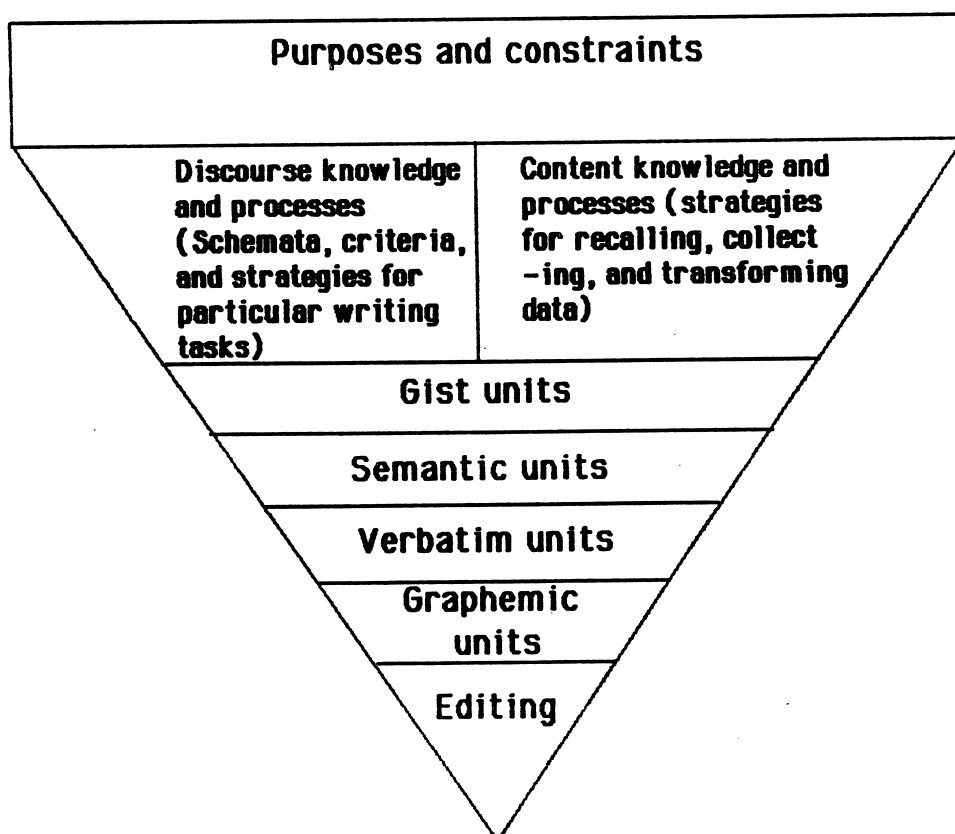 Purposes and constraints
Discourse knowledge
and processes
(Schemata, criteria,
and strategies for
particular writing
tasks)
Content knowledge and
processes (strategies
for recalling, collect
-ing, and transforming
data)
Gist units
Semantic units
Verbatim units
Graphemic
units
Editing